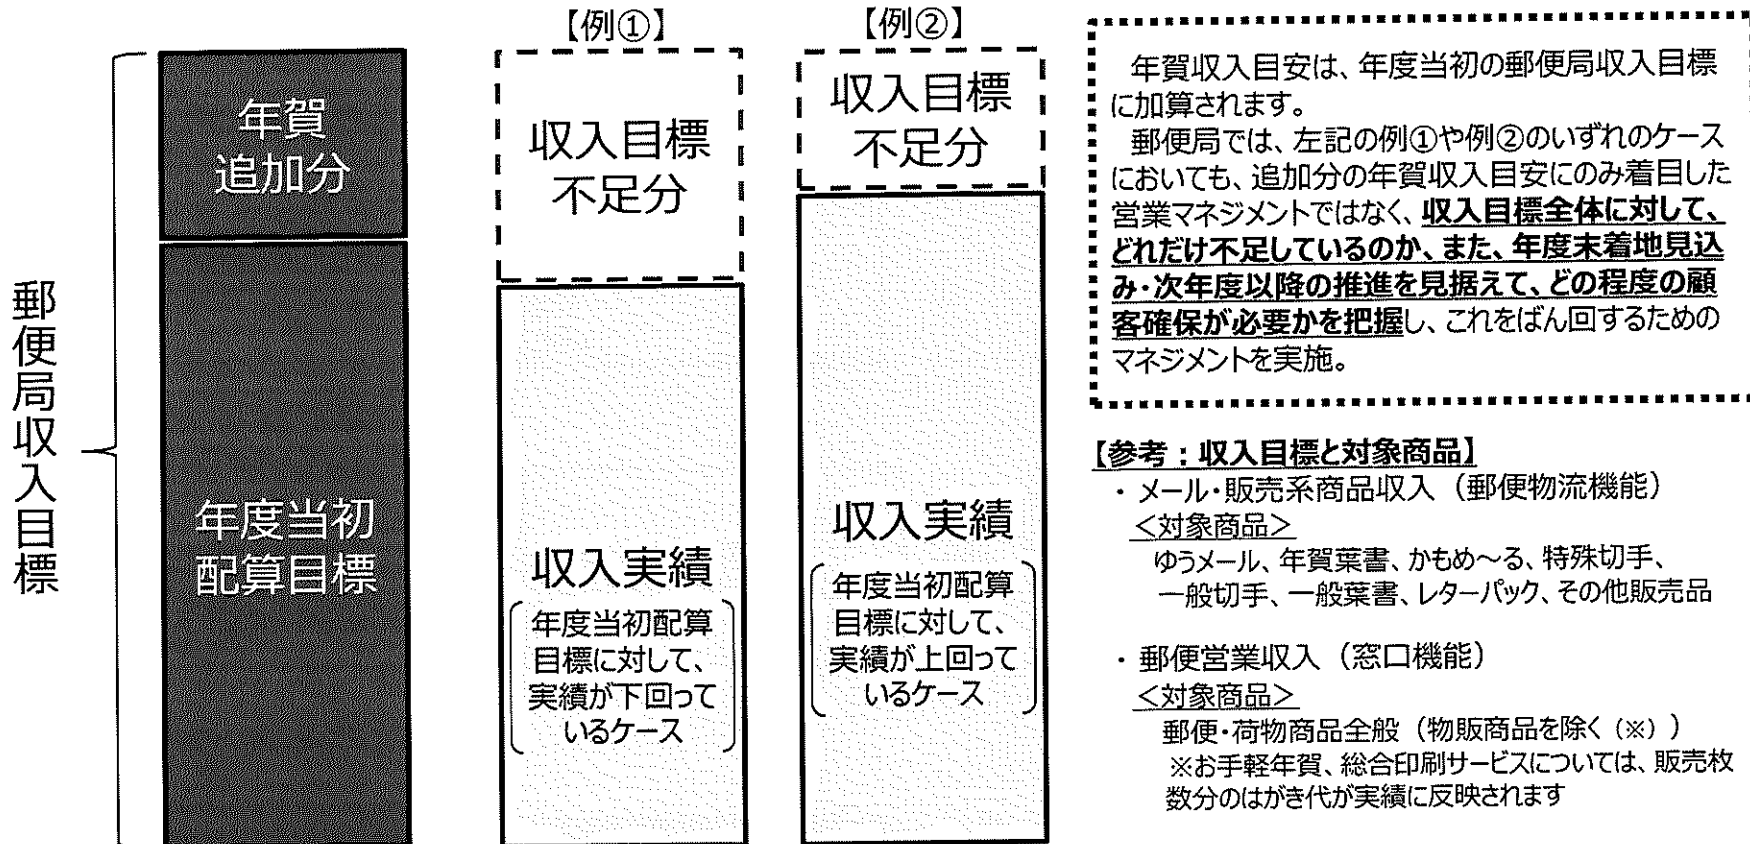 郵便局収入目標
年賀
追加分
年度当初
配算目標
【例①】
収入目標
不足分
収入実績
年度当初配算
目標に対して、
実績が下回って
いるケース
【例②】
収入目標
不足分
収入実績
年度当初配算
目標に対して、
実績が上回って
いるケース
年賀収入目安は、年度当初の郵便局収入目標
に加算されます。
郵便局では、左記の例①や例②のいずれのケース
においても、追加分の年賀収入目安にのみ着目した
営業マネジメントではなく、収入目標全体に対して、
どれだけ不足しているのか、また、年度末着地見込
み・次年度以降の推進を見据えて、どの程度の顧
客確保が必要かを把握し、これをばん回するための
マネジメントを実施。
【参考：収入目標と対象商品】
・メール・販売系商品収入（郵便物流機能）
＜対象商品＞
ゆうメール、年賀葉書、かもめ～る、特殊切手、
一般切手、一般葉書、レターパック、その他販売品
・郵便営業収入（窓口機能）
＜対象商品＞
郵便・荷物商品全般（物販商品を除く（※））
※お手軽年賀、総合印刷サービスについては、販売枚
数分のはがき代が実績に反映されます